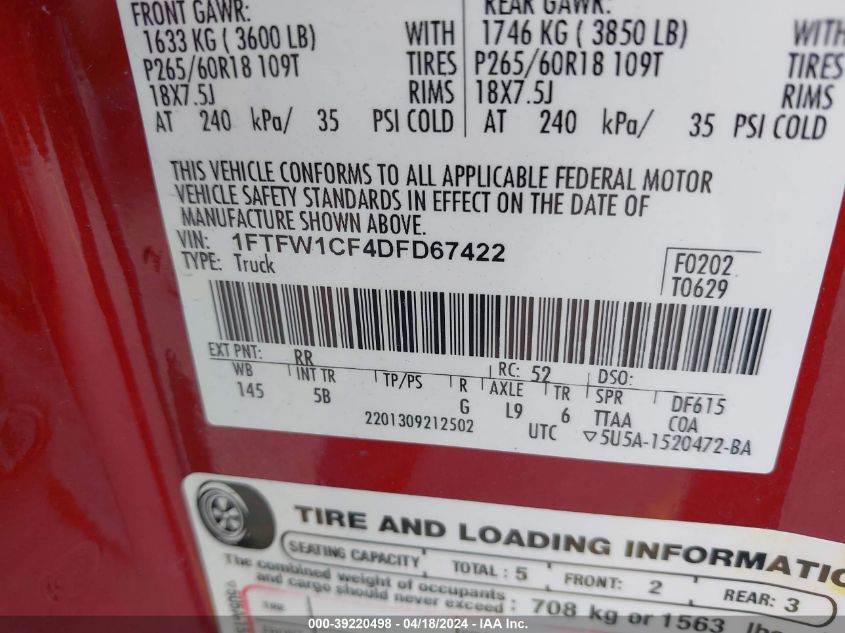 FRONT GAWR: REAR GAWR:
1633 KG ( 3600 LB) WITH 1746 KG ( 3850 LB) WITH
P265/60R18 109T TIRES P265/60R18 109T TIRES
18X7.5J RIMS 18X7.5J RIMS
AT 240 kPa/ 35 PSI COLD AT 240 kPa/ 35 PSI COLD
THIS VEHICLE CONFORMS TO ALL APPLICABLE FEDERAL MOTOR
VEHICLE SAFETY STANDARDS IN EFFECT ON THE DATE OF
MANUFACTURE SHOWN ABOVE.
VIN: 1FTFW1CF4DFD67422
TYPE: Truck
F0202
T0629
EXT PNT: RR RC: 52 DSO:
WB INT TR TP/PS R AXLE TR SPR DF615
145 5B G L9 6 TTAA COA
2201309212502 UTC ▽5U5A-1520472-BA
TIRE AND LOADING INFORMATIO
SEATING CAPACITY TOTAL : 5 FRONT: 2 REAR: 3
The combined weight of occupants
and cargo should never exceed : 708 kg or 1563 lbs
000-39220498 - 04/18/2024 - IAA Inc.